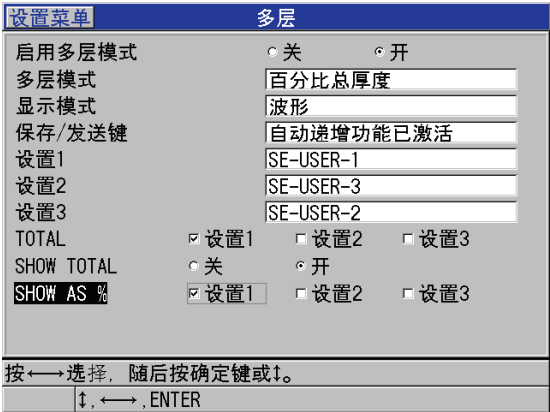 设置菜单 多层
启用多层模式 关 开
多层模式 百分比总厚度
显示模式 波形
保存/发送键 自动递增功能已激活
设置1 SE-USER-1
设置2 SE-USER-3
设置3 SE-USER-2
TOTAL 设置1 设置2 设置3
SHOW TOTAL 关 开
SHOW AS % 设置1 设置2 设置3
按←→选择, 随后按确定键或↕。
↕, ←→ ,ENTER